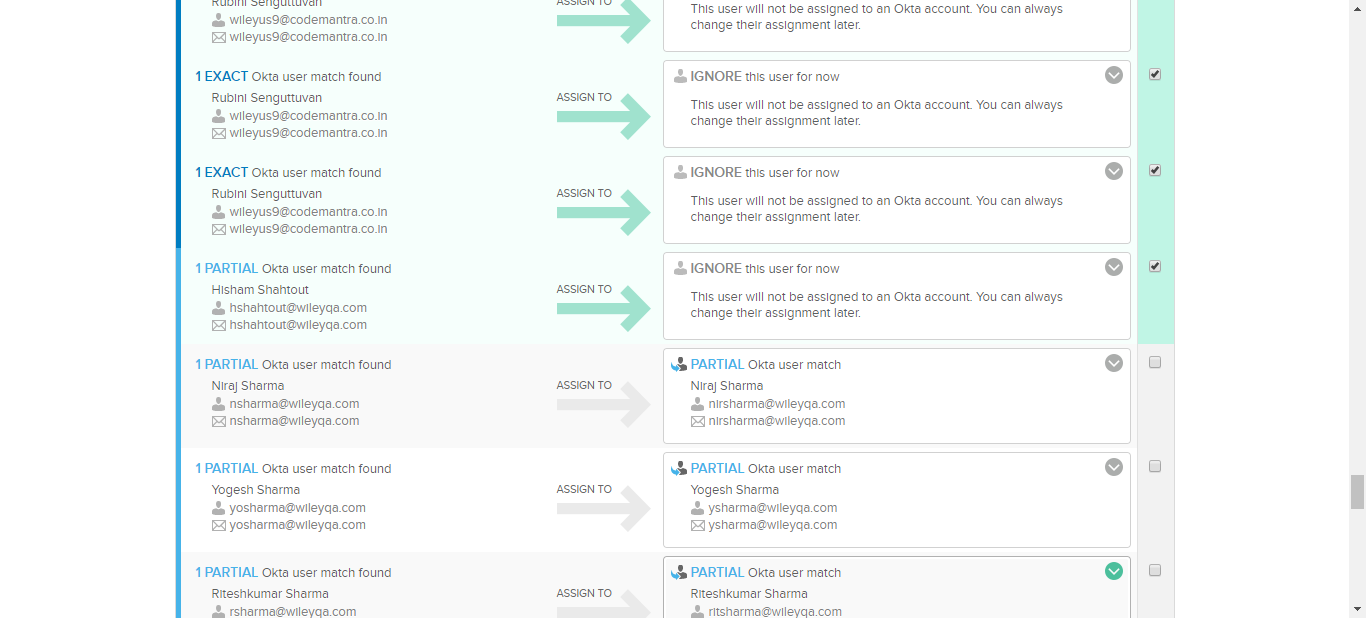 Rubini Senguttuvan
wileyus9@codemantra.co.in
wileyus9@codemantra.co.in
ASSIGN TO
This user will not be assigned to an Okta account. You can always
change their assignment later.
1 EXACT Okta user match found
Rubini Senguttuvan
wileyus9@codemantra.co.in
wileyus9@codemantra.co.in
ASSIGN TO
IGNORE this user for now
This user will not be assigned to an Okta account. You can always
change their assignment later.
1 EXACT Okta user match found
Rubini Senguttuvan
wileyus9@codemantra.co.in
wileyus9@codemantra.co.in
ASSIGN TO
IGNORE this user for now
This user will not be assigned to an Okta account. You can always
change their assignment later.
1 PARTIAL Okta user match found
Hisham Shahtout
hshahtout@wileyqa.com
hshahtout@wileyqa.com
ASSIGN TO
IGNORE this user for now
This user will not be assigned to an Okta account. You can always
change their assignment later.
1 PARTIAL Okta user match found
Niraj Sharma
nsharma@wileyqa.com
nsharma@wileyqa.com
ASSIGN TO
PARTIAL Okta user match
Niraj Sharma
nirsharma@wileyqa.com
nirsharma@wileyqa.com
1 PARTIAL Okta user match found
Yogesh Sharma
yosharma@wileyqa.com
yosharma@wileyqa.com
ASSIGN TO
PARTIAL Okta user match
Yogesh Sharma
ysharma@wileyqa.com
ysharma@wileyqa.com
1 PARTIAL Okta user match found
Riteshkumar Sharma
rsharma@wileyqa.com
ASSIGN TO
PARTIAL Okta user match
Riteshkumar Sharma
ritsharma@wileyqa.com